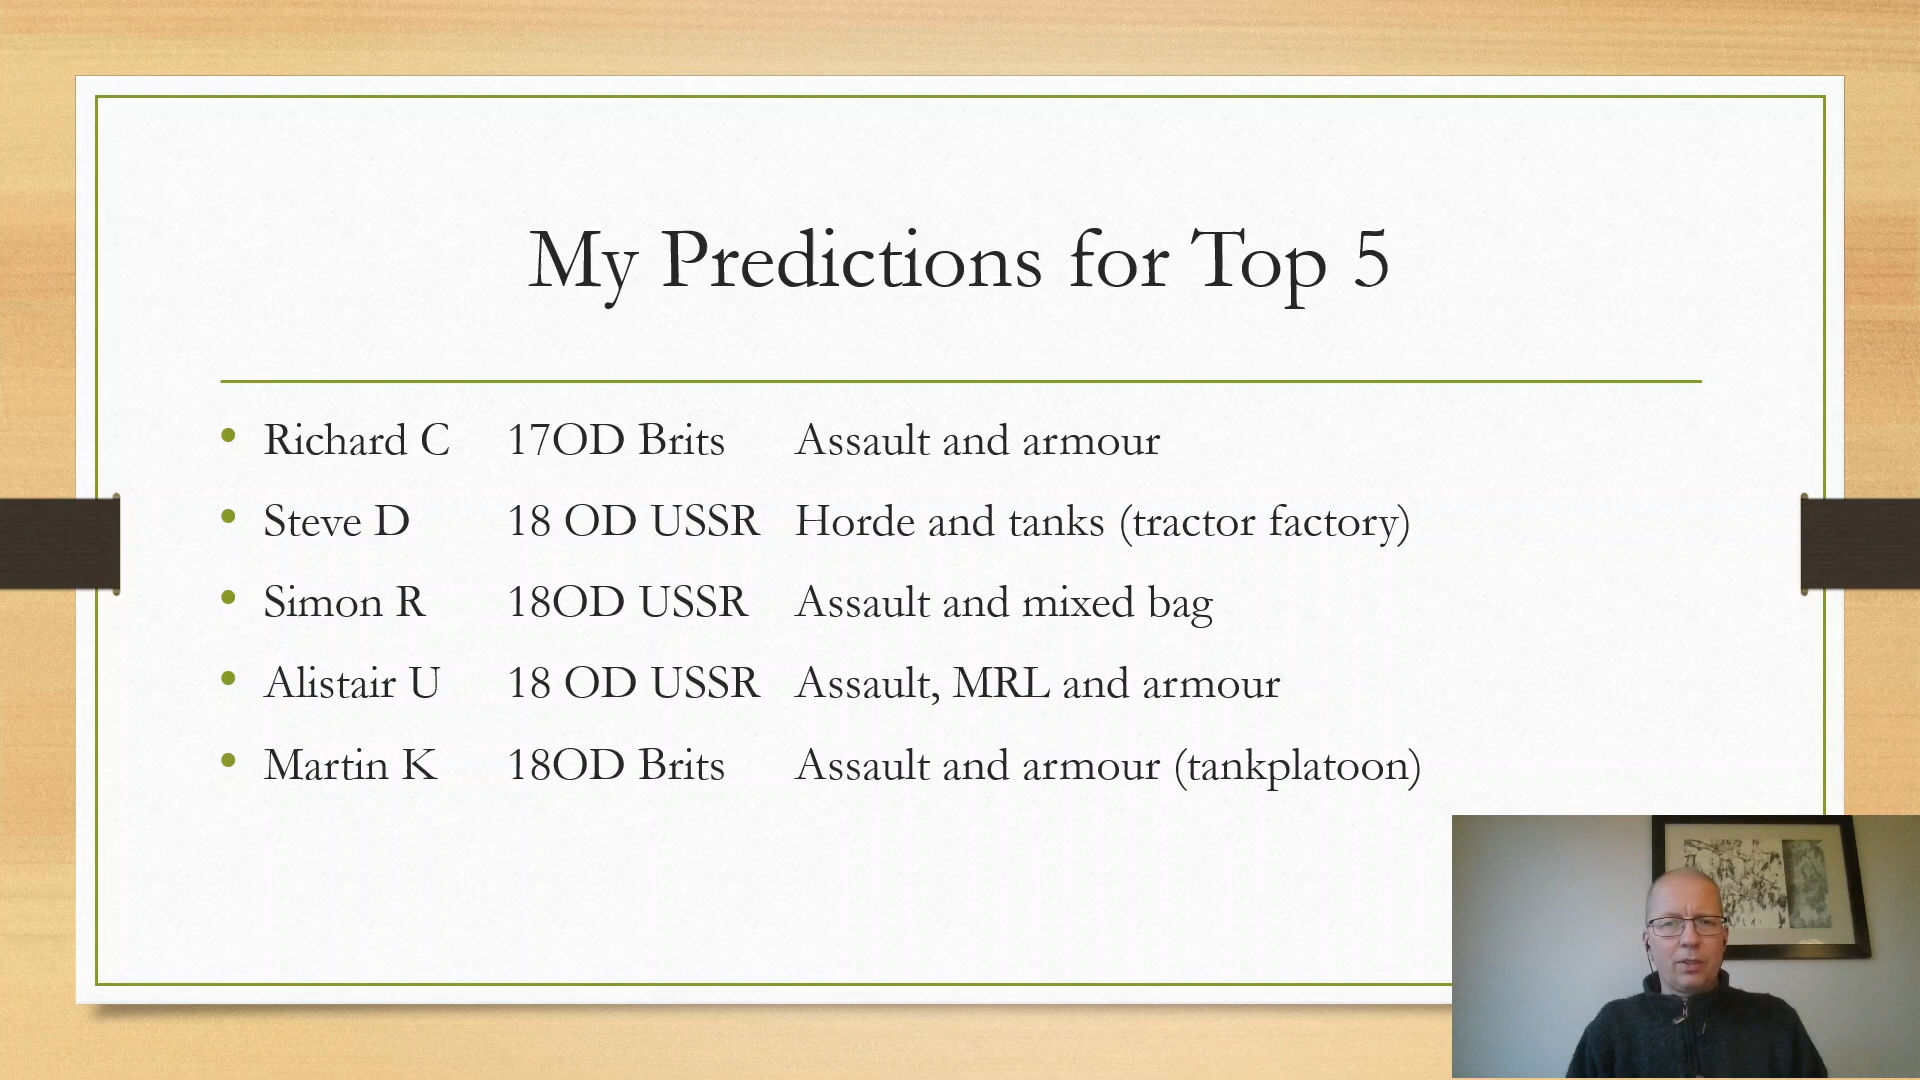 My Predictions for Top 5
• Richard C 17OD Brits Assault and armour
• Steve D 18 OD USSR Horde and tanks (tractor factory)
• Simon R 18OD USSR Assault and mixed bag
• Alistair U 18 OD USSR Assault, MRL and armour
• Martin K 18OD Brits Assault and armour (tankplatoon)